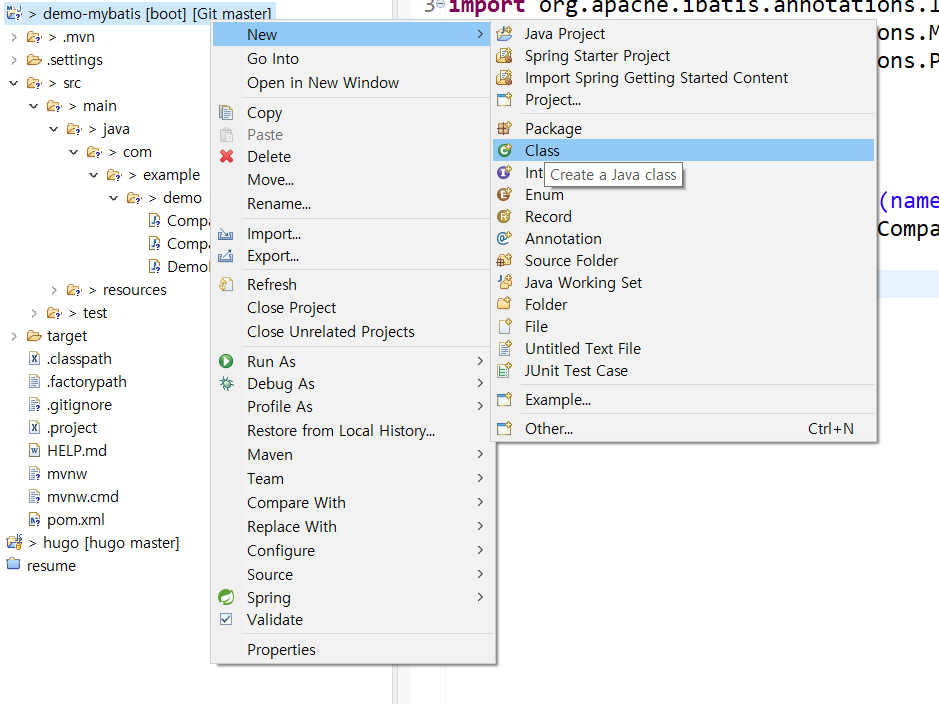 > demo-mybatis [boot] [Git master]
> .mvn
.settings
> src
> main
> java
> com
> example
> demo
Compa
Compa
Demo
> resources
> test
target
.classpath
.factorypath
.gitignore
.project
HELP.md
mvnw
mvnw.cmd
pom.xml
> hugo [hugo master]
resume
New
Go Into
Open in New Window
Copy
Paste
Delete
Move...
Rename...
Import...
Export...
Refresh
Close Project
Close Unrelated Projects
Run As
Debug As
Profile As
Restore from Local History...
Maven
Team
Compare With
Replace With
Configure
Source
Spring
Validate
Properties
Java Project
Spring Starter Project
Import Spring Getting Started Content
Project...
Package
Class
Int
Create a Java class
Enum
Record
Annotation
Source Folder
Java Working Set
Folder
File
Untitled Text File
JUnit Test Case
Example...
Other... Ctrl+N
3 import org.apache.ibatis.annotations.I
ons.M
ons.P
(name
Compa